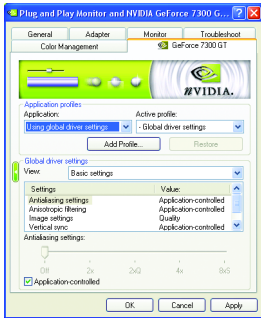 Plug and Play Monitor and NVIDIA GeForce 7300 G...
General Adapter Monitor Troubleshoot
Color Management GeForce 7300 GT
NVIDIA.
Application profiles
Application: Active profile:
Using global driver settings - Global driver settings
Add Profile... Restore
Global driver settings
View: Basic settings
Settings Value:
Antialiasing settings Application-controlled
Anisotropic filtering Application-controlled
Image settings Quality
Vertical sync Application-controlled
Antialiasing settings:
Off 2x 2xQ 4x 8xS
Application-controlled
OK Cancel Apply